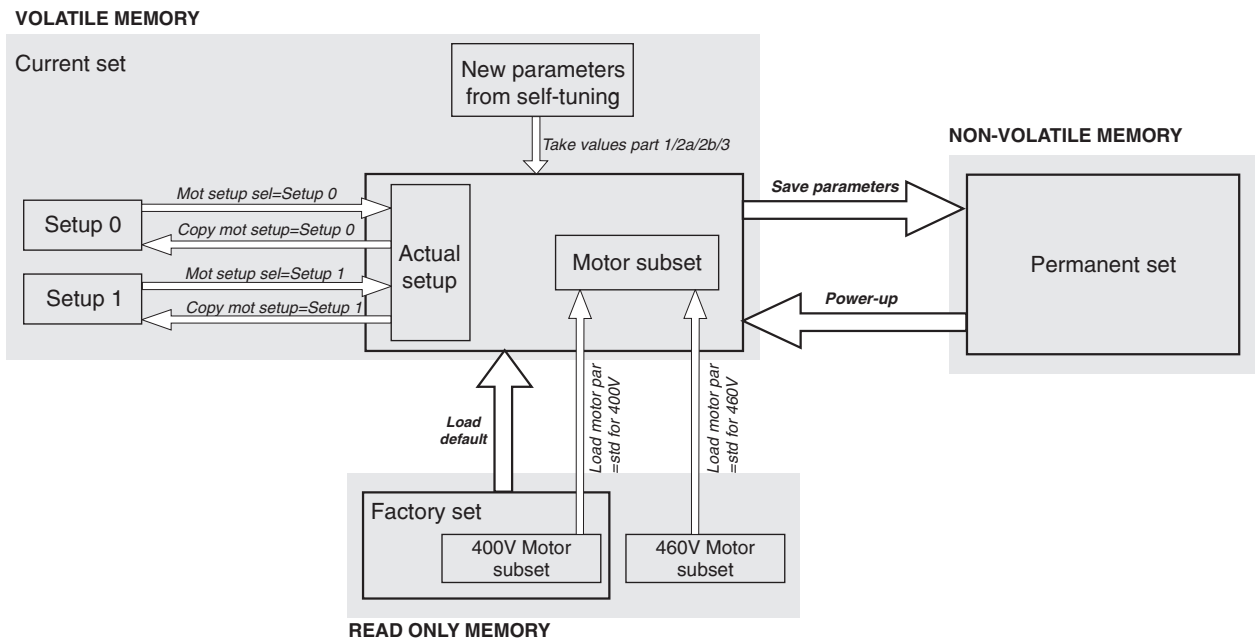 VOLATILE MEMORY
Current set
New parameters
from self-tuning
Take values part 1/2a/2b/3
NON-VOLATILE MEMORY
Mot setup sel=Setup 0
Setup 0
Copy mot setup=Setup 0
Mot setup sel=Setup 1
Setup 1
Copy mot setup=Setup 1
Actual
setup
Motor subset
Save parameters
Power-up
Permanent set
Load
default
Load motor par
=std for 400V
Load motor par
=std for 460V
Factory set
400V Motor
subset
460V Motor
subset
READ ONLY MEMORY